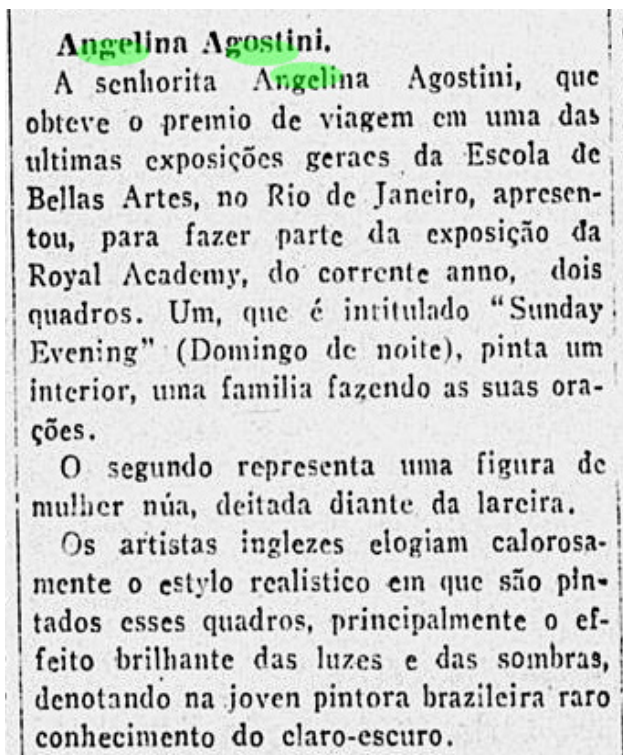 Angelina Agostini.
A senhorita Angelina Agostini, que
obteve o premio de viagem em uma das
ultimas exposições geraes da Escola de
Bellas Artes, no Rio de Janeiro, apresen-
tou, para fazer parte da exposição da
Royal Academy, do corrente anno, dois
quadros. Um, que é intitulado "Sunday
Evening" (Domingo de noite), pinta um
interior, uma familia fazendo as suas ora-
ções.
O segundo representa uma figura de
mulher núa, deitada diante da lareira.
Os artistas inglezes elogiam calorosa-
mente o estylo realistico em que são pin-
tados esses quadros, principalmente o ef-
feito brilhante das luzes e das sombras,
denotando na joven pintora brazileira raro
conhecimento do claro-escuro.